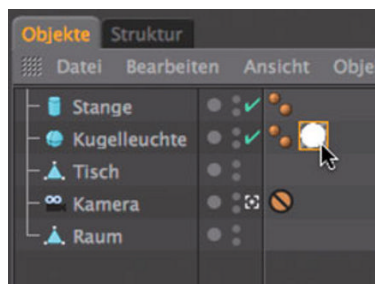 Objekte Struktur
Datei Bearbeiten Ansicht Obje
Stange
Kugelleuchte
Tisch
Kamera
Raum